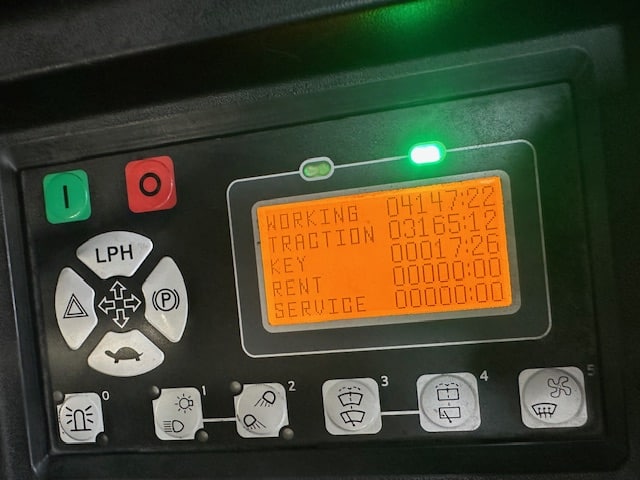 I
O
LPH
P
WORKING 04147:22
TRACTION 03165:12
KEY 00017:26
RENT 00000:00
SERVICE 00000:00
0
1
2
3
4
5